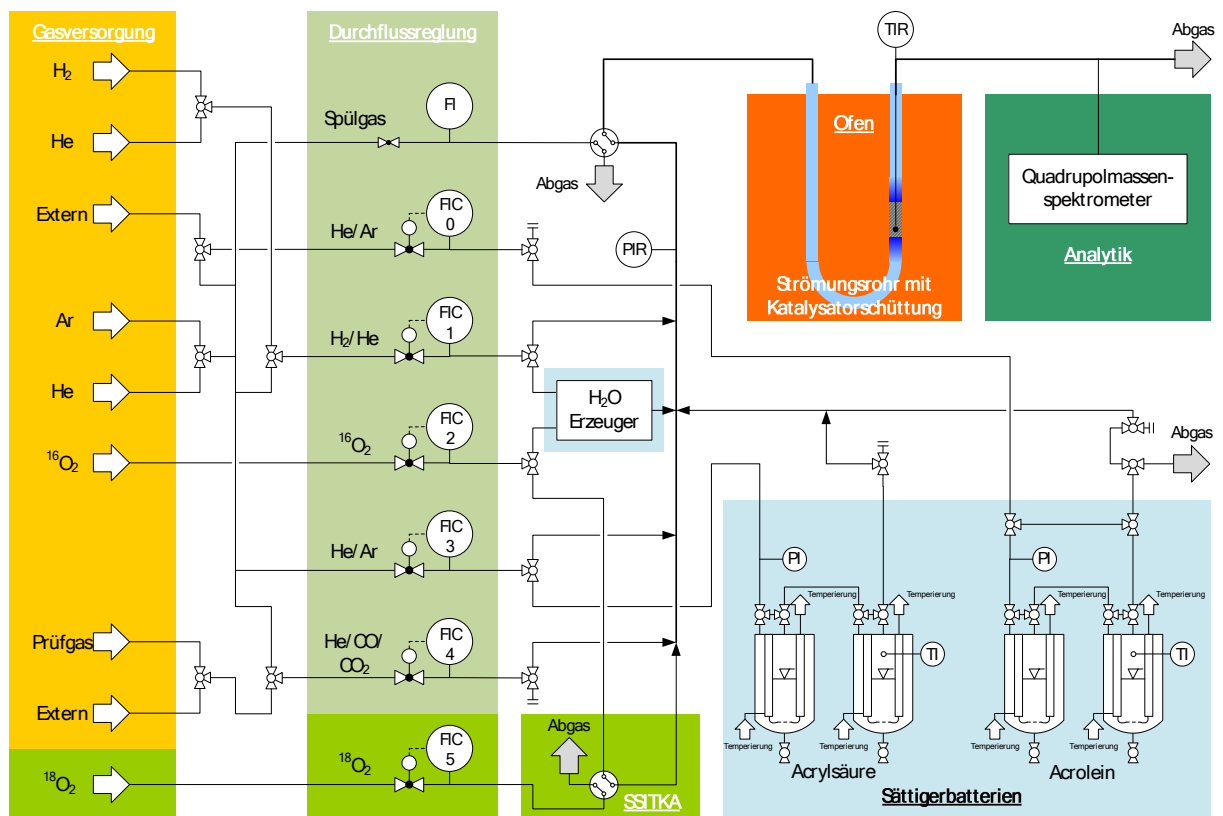 Gasversorgung
Durchflussreglung
H₂
He
Extern
Ar
He
¹⁶O₂
Prüfgas
Extern
¹⁸O₂
Spülgas
FI
He/Ar
FIC
0
H₂/He
FIC
1
¹⁶O₂
FIC
2
He/Ar
FIC
3
He/CO/
CO₂
FIC
4
¹⁸O₂
FIC
5
Abgas
PIR
H₂O
Erzeuger
Abgas
SSITKA
TIR
Ofen
Strömungsrohr mit
Katalysatorschüttung
Abgas
Quadrupolmassen-
spektrometer
Analytik
Abgas
PI
PI
Temperierung
Temperierung
Temperierung
Temperierung
TI
TI
Temperierung
Temperierung
Temperierung
Temperierung
Acrylsäure
Acrolein
Sättigerbatterien